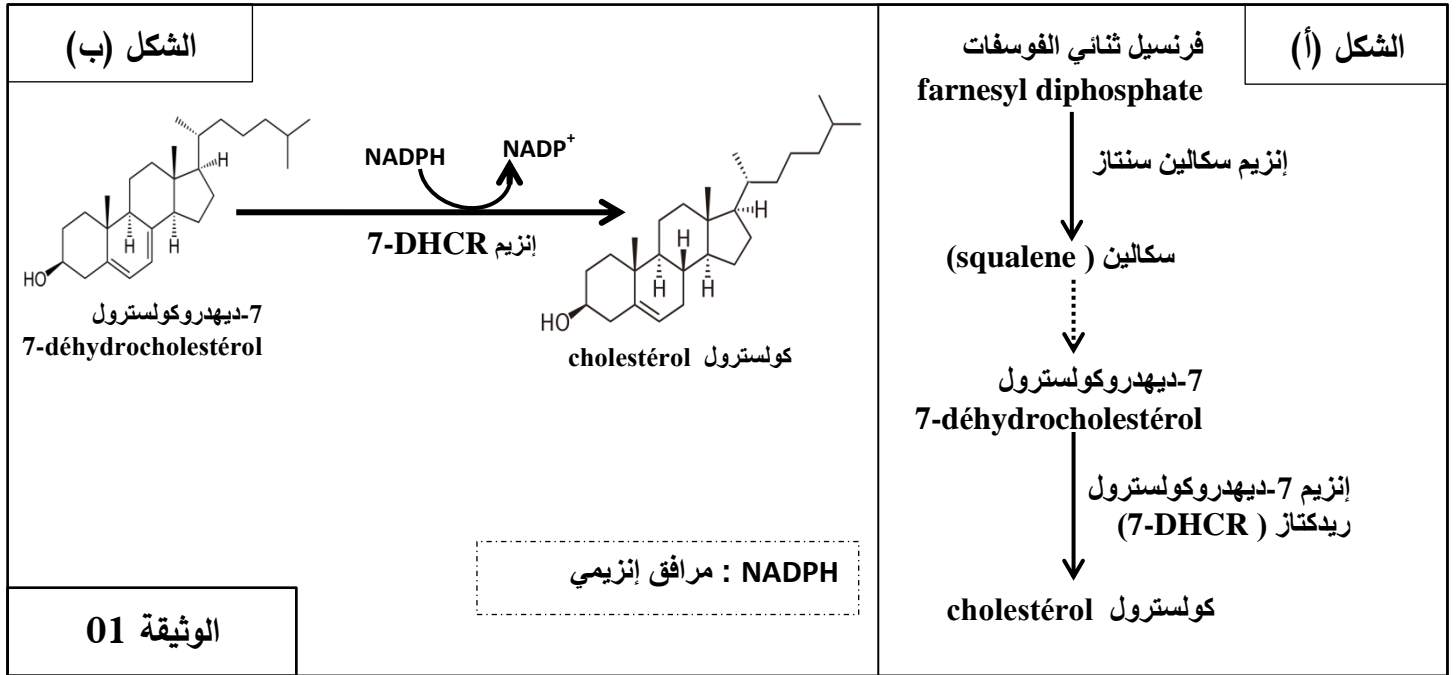 الشكل (أ)
فرنسيل ثنائي الفوسفات
farnesyl diphosphate
إنزيم سكالين سنتاز
سكالين ( squalene)
7-ديهدروكولسترول
7-déhydrocholestérol
إنزيم 7-ديهدروكولسترول
ريدكتاز ( 7-DHCR)
كولسترول cholestérol
الشكل (ب)
H
H
H
HO
7-ديهدروكولسترول
7-déhydrocholestérol
NADPH
NADP+
إنزيم 7-DHCR
H
H
H
H
HO
كولسترول cholestérol
NADPH : مرافق إنزيمي
الوثيقة 01